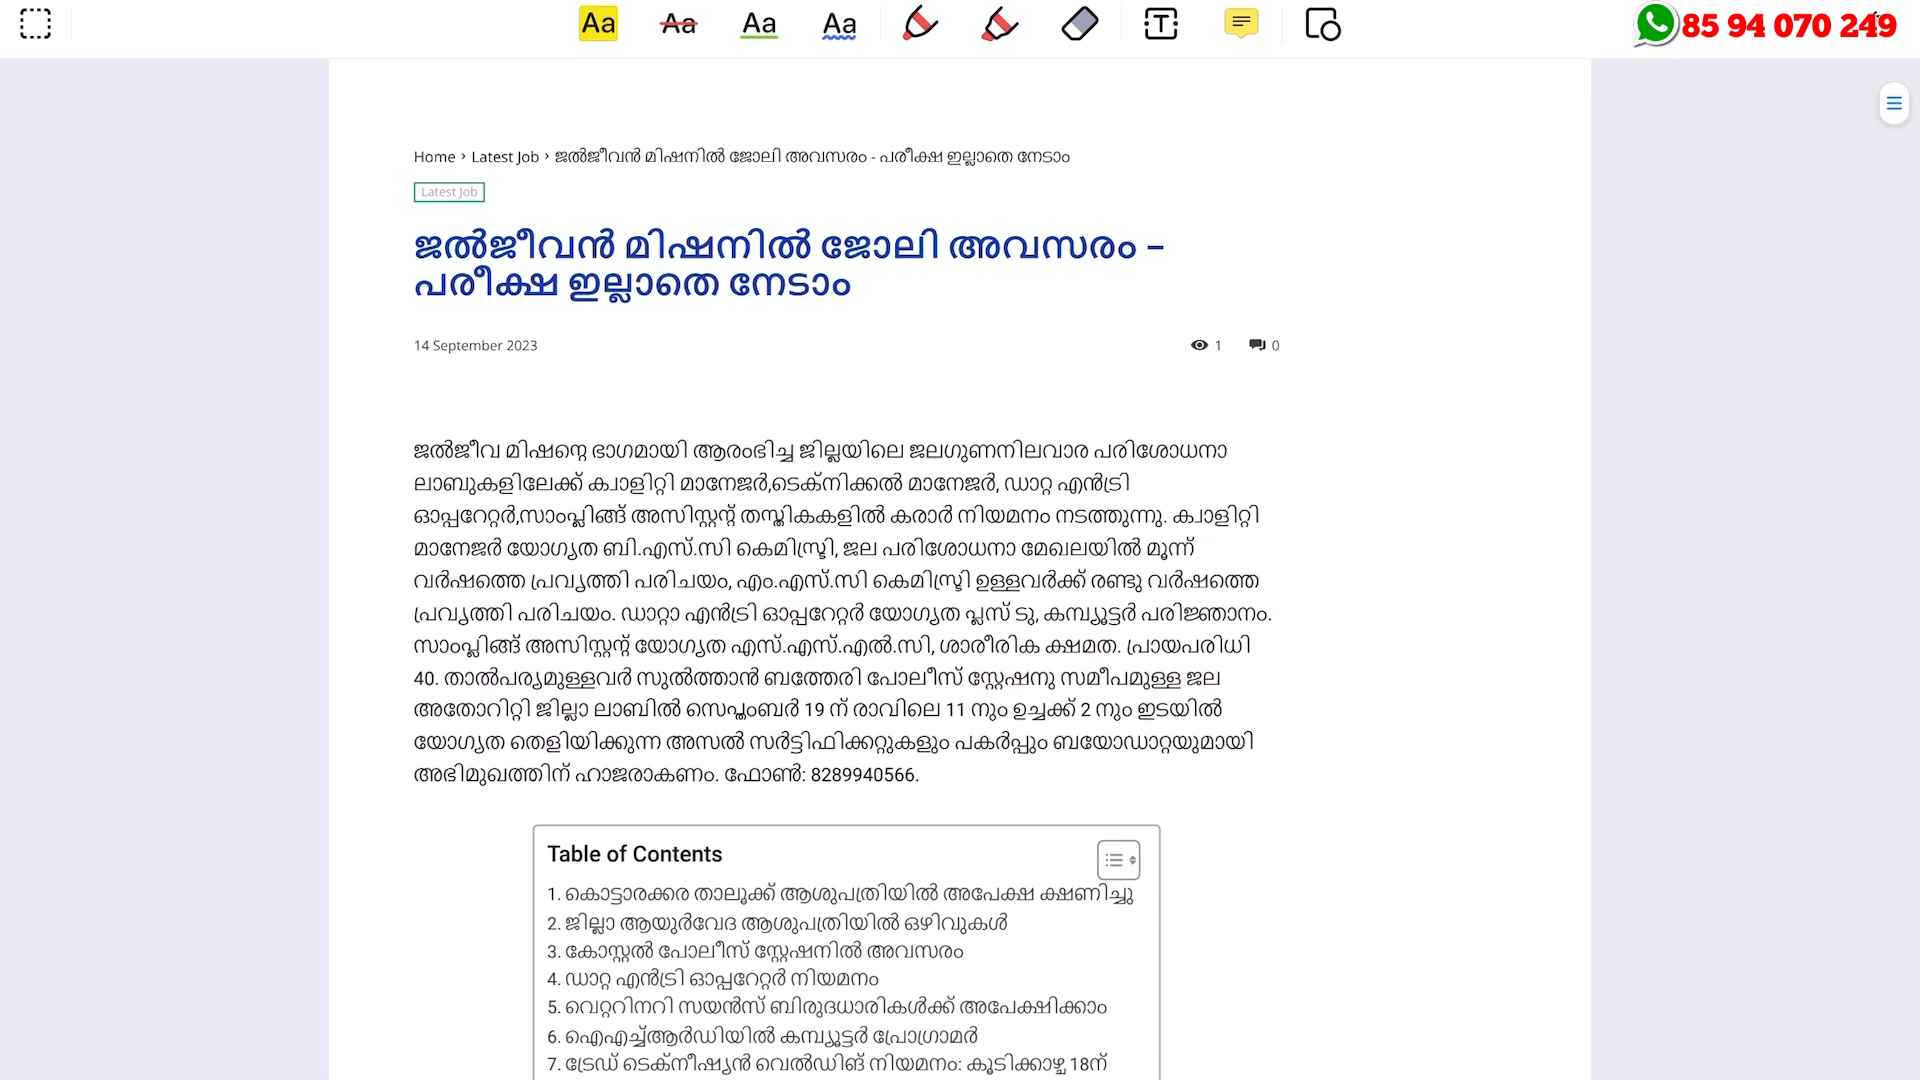 Aa Aa Aa Aa T
85 94 070 249
Home › Latest Job › ജൽജീവൻ മിഷനിൽ ജോലി അവസരം - പരീക്ഷ ഇല്ലാതെ നേടാം
Latest Job
ജൽജീവൻ മിഷനിൽ ജോലി അവസരം –
പരീക്ഷ ഇല്ലാതെ നേടാം
14 September 2023
1 0
ജൽജീവ മിഷന്റെ ഭാഗമായി ആരംഭിച്ച ജില്ലയിലെ ജലഗുണനിലവാര പരിശോധനാ
ലാബുകളിലേക്ക് ക്വാളിറ്റി മാനേജർ,ടെക്നിക്കൽ മാനേജർ, ഡാറ്റ എൻട്രി
ഓപ്പറേറ്റർ,സാംപ്ലിങ്ങ് അസിസ്റ്റന്റ് തസ്തികകളിൽ കരാർ നിയമനം നടത്തുന്നു. ക്വാളിറ്റി
മാനേജർ യോഗ്യത ബി.എസ്.സി കെമിസ്ട്രി, ജല പരിശോധനാ മേഖലയിൽ മൂന്ന്
വർഷത്തെ പ്രവൃത്തി പരിചയം, എം.എസ്.സി കെമിസ്ട്രി ഉള്ളവർക്ക് രണ്ടു വർഷത്തെ
പ്രവൃത്തി പരിചയം. ഡാറ്റാ എൻട്രി ഓപ്പറേറ്റർ യോഗ്യത പ്ലസ് ടു, കമ്പ്യൂട്ടർ പരിജ്ഞാനം.
സാംപ്ലിങ്ങ് അസിസ്റ്റന്റ് യോഗ്യത എസ്.എസ്.എൽ.സി, ശാരീരിക ക്ഷമത. പ്രായപരിധി
40. താൽപര്യമുള്ളവർ സുൽത്താൻ ബത്തേരി പോലീസ് സ്റ്റേഷനു സമീപമുള്ള ജല
അതോറിറ്റി ജില്ലാ ലാബിൽ സെപ്തംബർ 19 ന് രാവിലെ 11 നും ഉച്ചക്ക് 2 നും ഇടയിൽ
യോഗ്യത തെളിയിക്കുന്ന അസൽ സർട്ടിഫിക്കറ്റുകളും പകർപ്പും ബയോഡാറ്റയുമായി
അഭിമുഖത്തിന് ഹാജരാകണം. ഫോൺ: 8289940566.
Table of Contents
1. കൊട്ടാരക്കര താലൂക്ക് ആശുപത്രിയിൽ അപേക്ഷ ക്ഷണിച്ചു
2. ജില്ലാ ആയുർവേദ ആശുപത്രിയിൽ ഒഴിവുകൾ
3. കോസ്റ്റൽ പോലീസ് സ്റ്റേഷനിൽ അവസരം
4. ഡാറ്റ എൻട്രി ഓപ്പറേറ്റർ നിയമനം
5. വെറ്ററിനറി സയൻസ് ബിരുദധാരികൾക്ക് അപേക്ഷിക്കാം
6. ഐഎച്ച്ആർഡിയിൽ കമ്പ്യൂട്ടർ പ്രോഗ്രാമർ
7. ട്രേഡ് ടെക്നീഷ്യൻ വെൽഡിങ് നിയമനം: കൂടിക്കാഴ്ച 18ന്